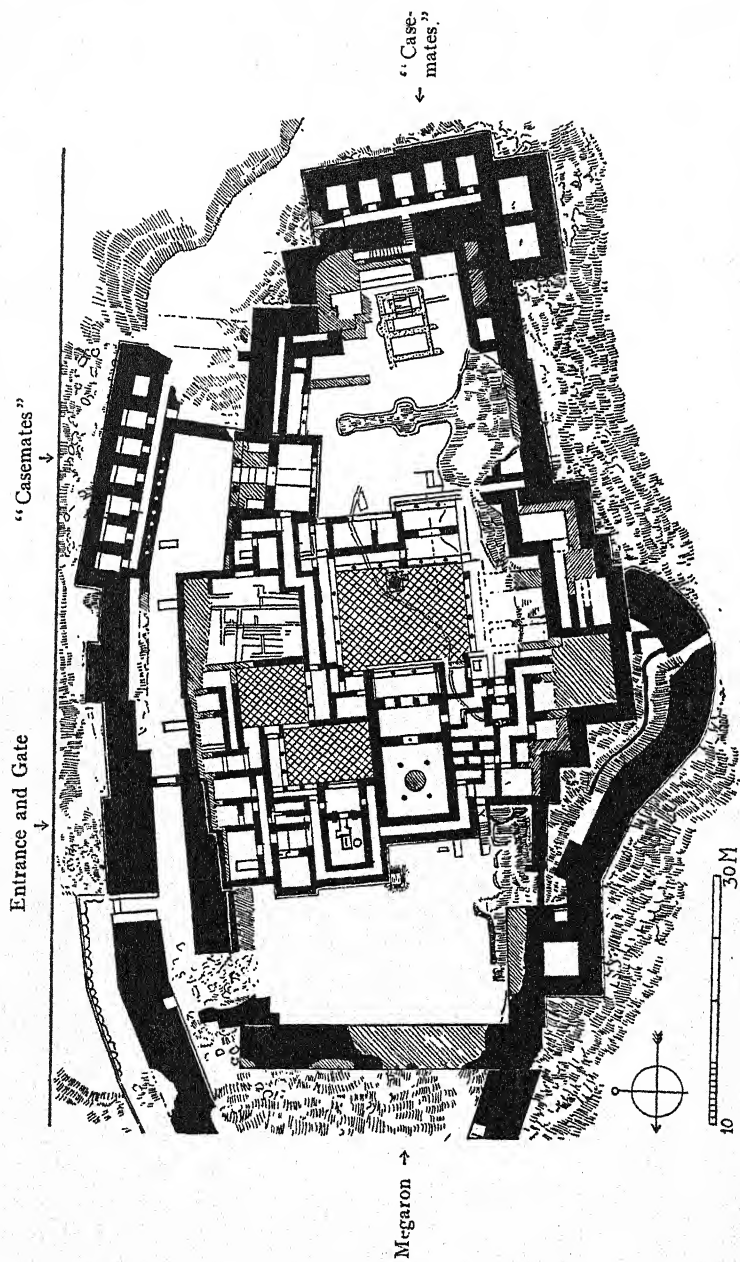 Entrance and Gate
"Casemates"
"Case-
mates."
Megaron
10
30 M